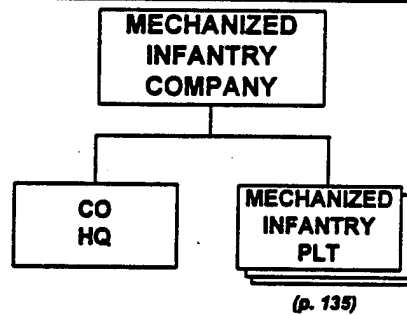 MECHANIZED
INFANTRY
COMPANY
CO
HQ
MECHANIZED
INFANTRY
PLT
(p. 135)